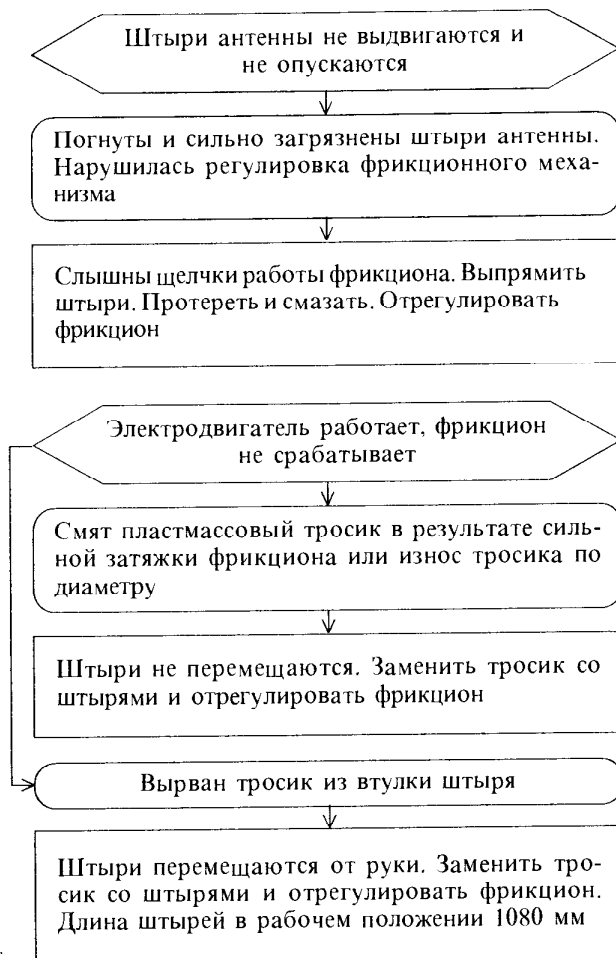 Штыри антенны не выдвигаются и
не опускаются
Погнуты и сильно загрязнены штыри антенны.
Нарушилась регулировка фрикционного меха-
низма
Слышны щелчки работы фрикциона. Выпрямить
штыри. Протереть и смазать. Отрегулировать
фрикцион
Электродвигатель работает, фрикцион
не срабатывает
Смят пластмассовый тросик в результате силь-
ной затяжки фрикциона или износ тросика по
диаметру
Штыри не перемещаются. Заменить тросик со
штырями и отрегулировать фрикцион
Вырван тросик из втулки штыря
Штыри перемещаются от руки. Заменить тро-
сик со штырями и отрегулировать фрикцион.
Длина штырей в рабочем положении 1080 мм